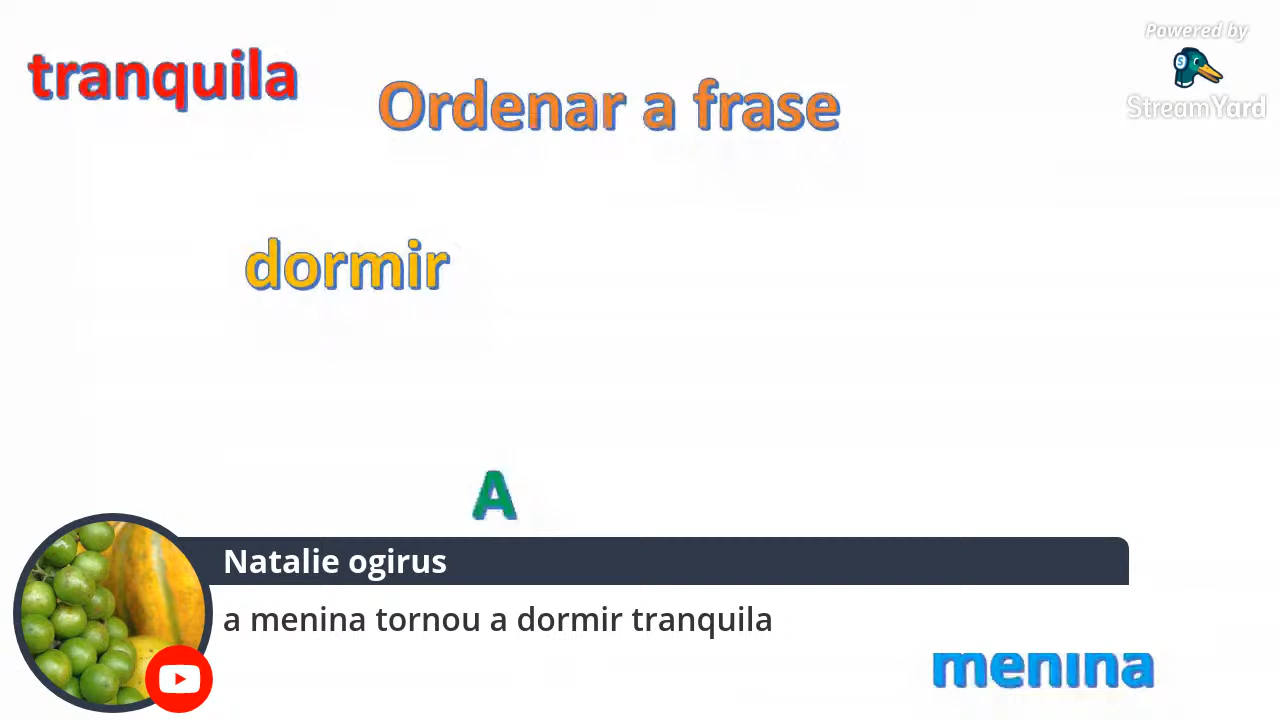 tranquila
Ordenar a frase
Powered by
StreamYard
dormir
A
Natalie ogirus
a menina tornou a dormir tranquila
menina